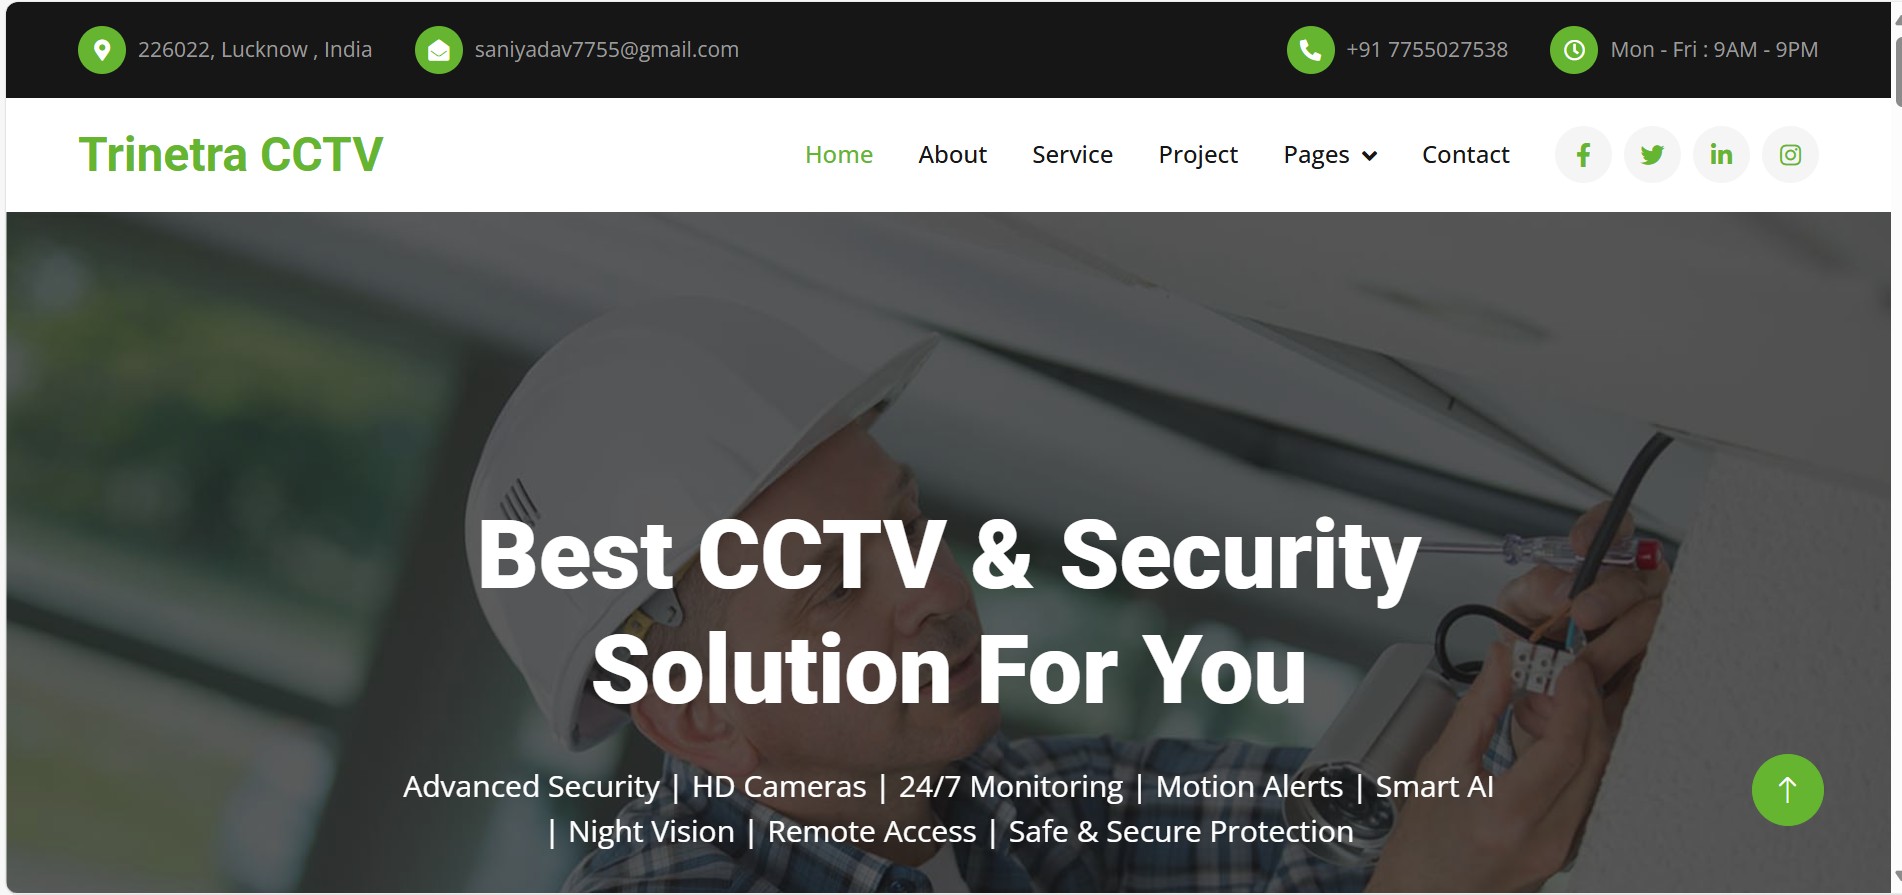 226022, Lucknow , India
saniyadav7755@gmail.com
+91 7755027538
Mon - Fri : 9AM - 9PM
Trinetra CCTV
Home
About
Service
Project
Pages
Contact
Best CCTV & Security
Solution For You
Advanced Security | HD Cameras | 24/7 Monitoring | Motion Alerts | Smart AI
| Night Vision | Remote Access | Safe & Secure Protection